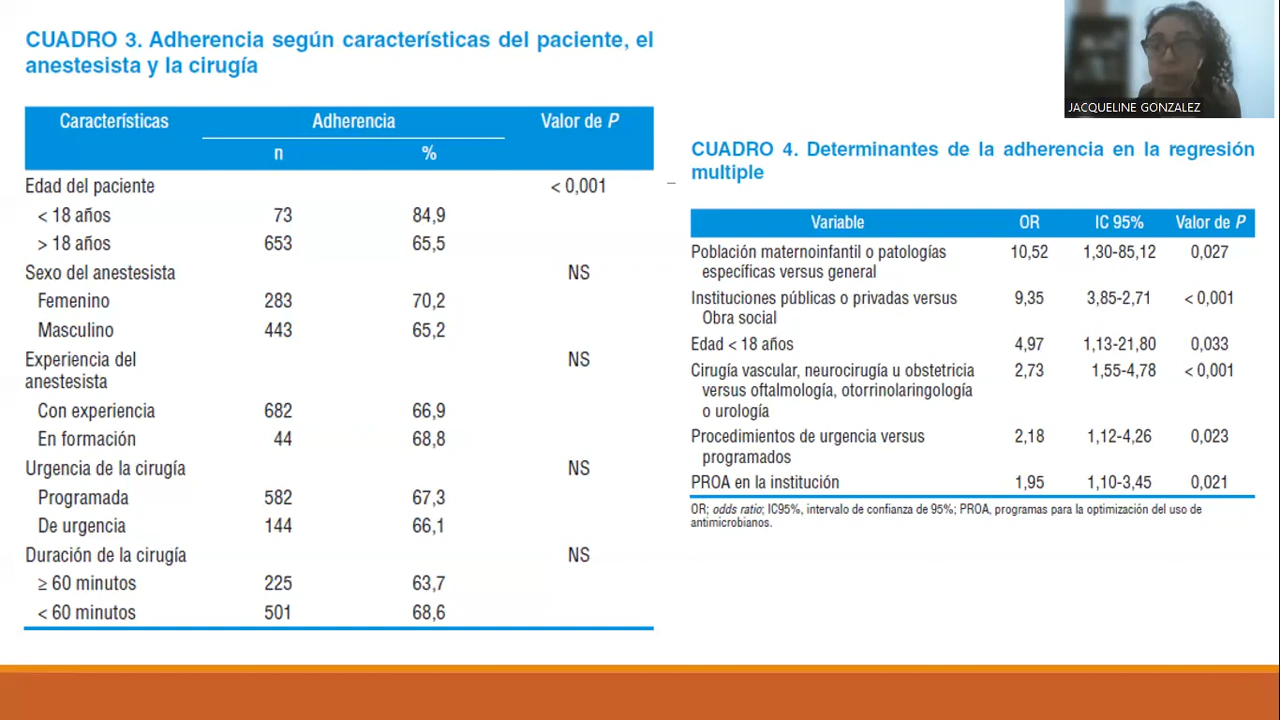 CUADRO 3. Adherencia según características del paciente, el
anestesista y la cirugía
Características Adherencia Valor de P
n %
Edad del paciente < 0,001
< 18 años 73 84,9
> 18 años 653 65,5
Sexo del anestesista NS
Femenino 283 70,2
Masculino 443 65,2
Experiencia del NS
anestesista
Con experiencia 682 66,9
En formación 44 68,8
Urgencia de la cirugía NS
Programada 582 67,3
De urgencia 144 66,1
Duración de la cirugía NS
≥ 60 minutos 225 63,7
< 60 minutos 501 68,6
JACQUELINE GONZALEZ
CUADRO 4. Determinantes de la adherencia en la regresión
multiple
Variable OR IC 95% Valor de P
Población maternoinfantil o patologías 10,52 1,30-85,12 0,027
específicas versus general
Instituciones públicas o privadas versus 9,35 3,85-2,71 < 0,001
Obra social
Edad < 18 años 4,97 1,13-21,80 0,033
Cirugía vascular, neurocirugía u obstetricia 2,73 1,55-4,78 < 0,001
versus oftalmología, otorrinolaringología
o urología
Procedimientos de urgencia versus 2,18 1,12-4,26 0,023
programados
PROA en la institución 1,95 1,10-3,45 0,021
OR; odds ratio; IC95%, intervalo de confianza de 95%; PROA, programas para la optimización del uso de
antimicrobianos.